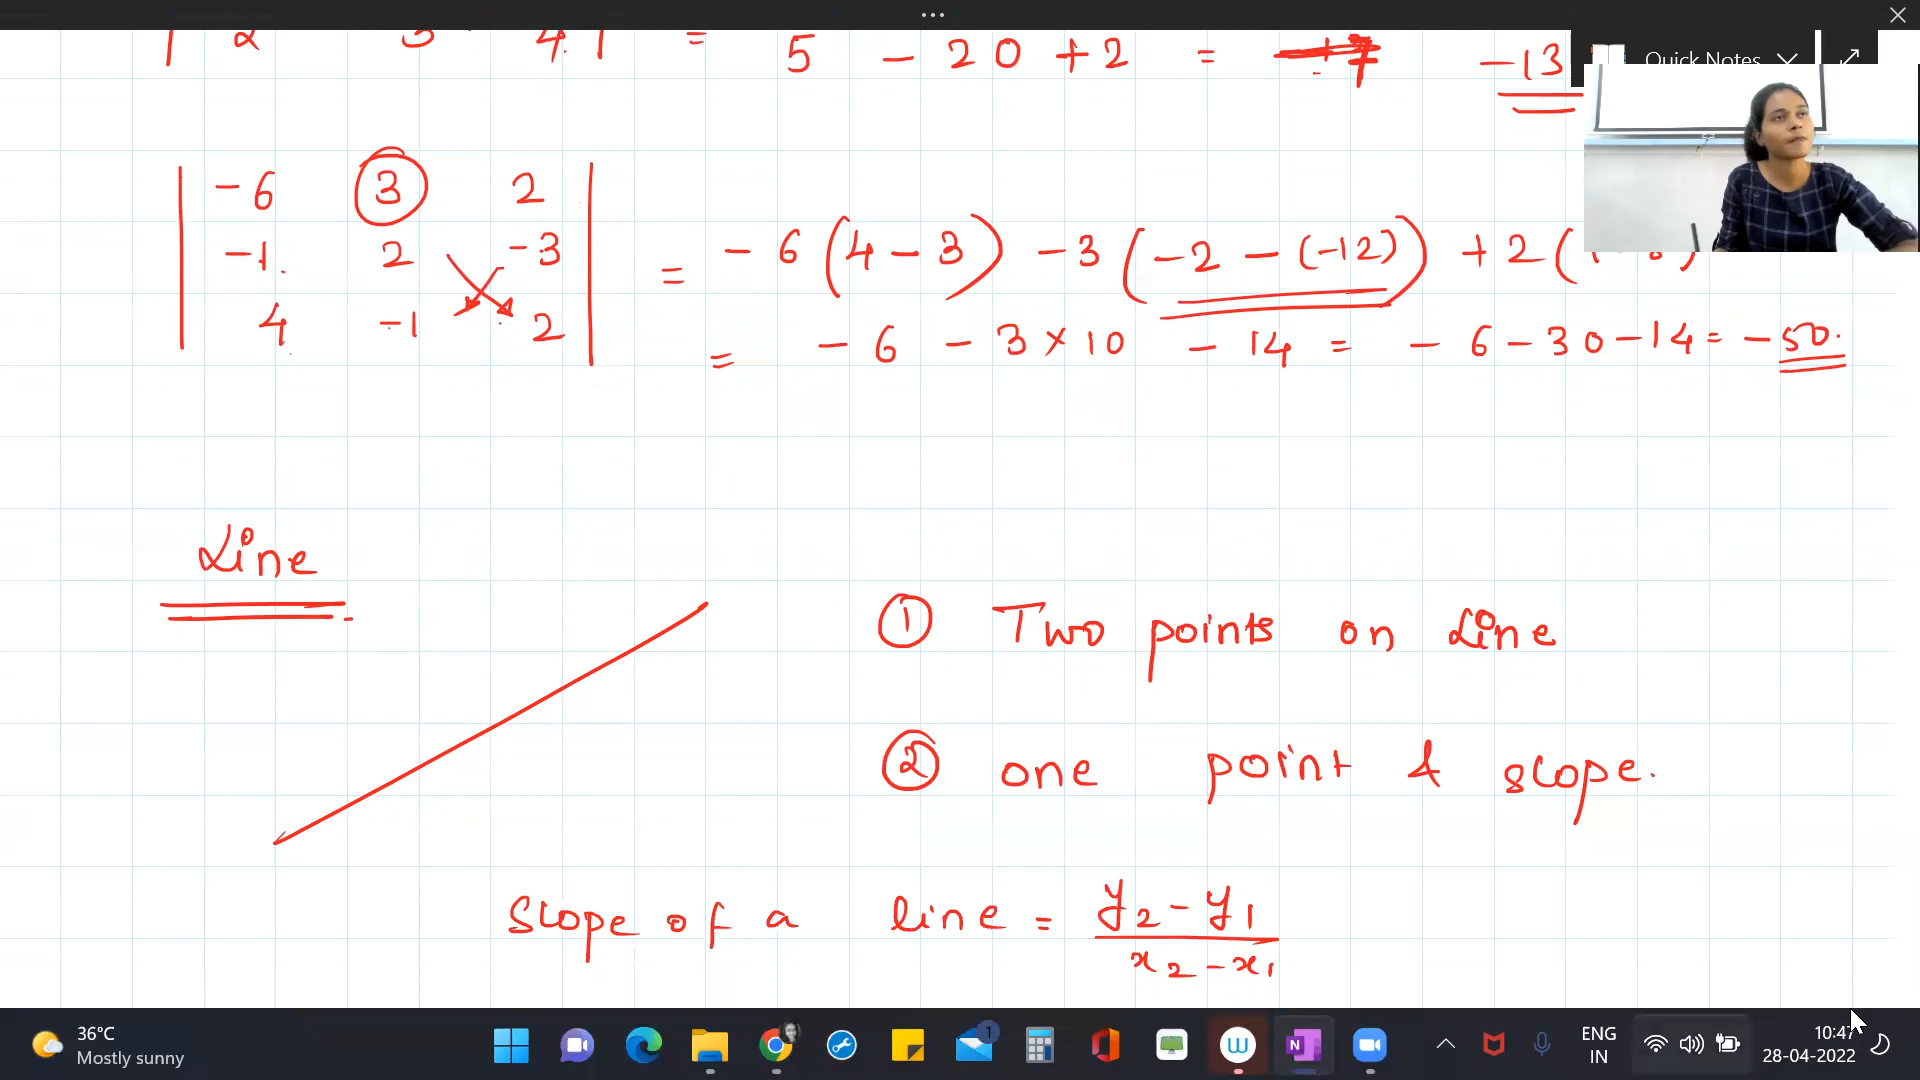 = 5 - 20 + 2 = -13
Quick Notes
-6 3 2
-1 2 -3
4 -1 2
= -6 (4 - 3) -3 (-2 - (-12)) +2 (
= -6 - 3 × 10 - 14 = -6 - 30 - 14 = -50.
Line
① Two points on Line
② one point & slope.
Slope of a line = y2 - y1
x2 - x1
36°C
Mostly sunny
1
ENG
IN
10:47
28-04-2022